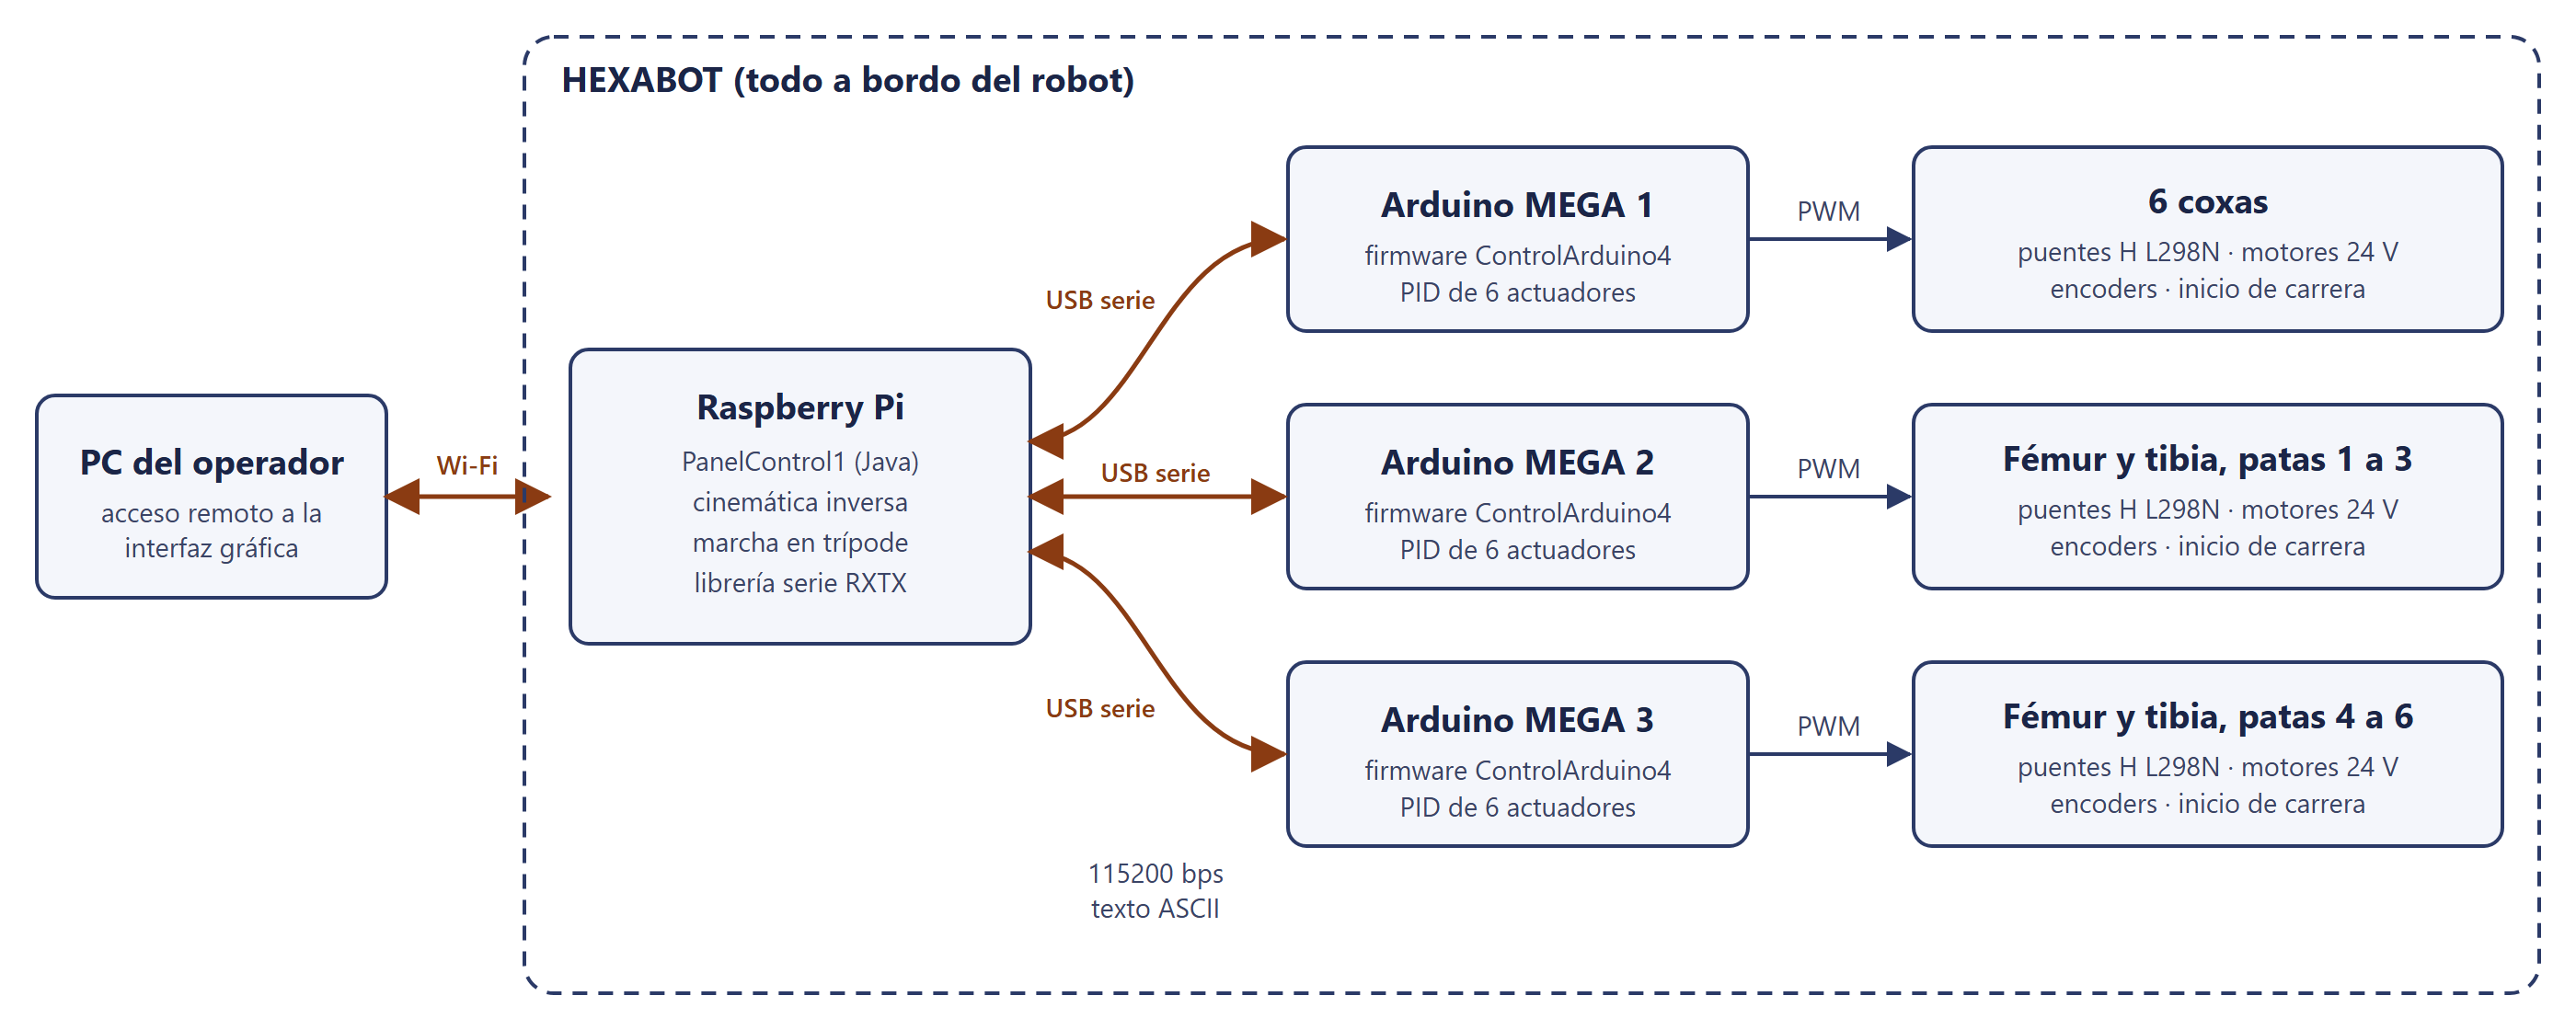 HEXABOT (todo a bordo del robot)
PC del operador
acceso remoto a la
interfaz gráfica
Wi-Fi
Raspberry Pi
PanelControl1 (Java)
cinemática inversa
marcha en trípode
librería serie RXTX
USB serie
USB serie
USB serie
115200 bps
texto ASCII
Arduino MEGA 1
firmware ControlArduino4
PID de 6 actuadores
PWM
6 coxas
puentes H L298N · motores 24 V
encoders · inicio de carrera
Arduino MEGA 2
firmware ControlArduino4
PID de 6 actuadores
PWM
Fémur y tibia, patas 1 a 3
puentes H L298N · motores 24 V
encoders · inicio de carrera
Arduino MEGA 3
firmware ControlArduino4
PID de 6 actuadores
PWM
Fémur y tibia, patas 4 a 6
puentes H L298N · motores 24 V
encoders · inicio de carrera